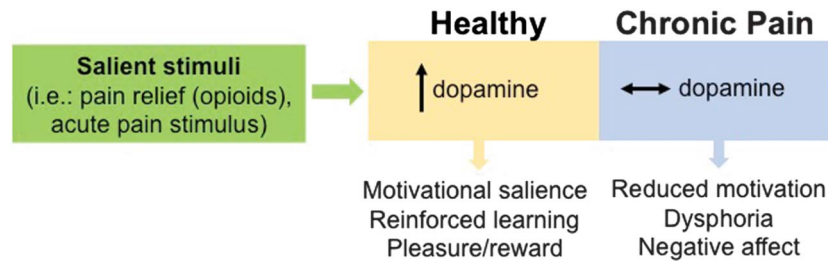 Healthy
Chronic Pain
Salient stimuli
(i.e.: pain relief (opioids),
acute pain stimulus)
dopamine
dopamine
Motivational salience
Reinforced learning
Pleasure/reward
Reduced motivation
Dysphoria
Negative affect